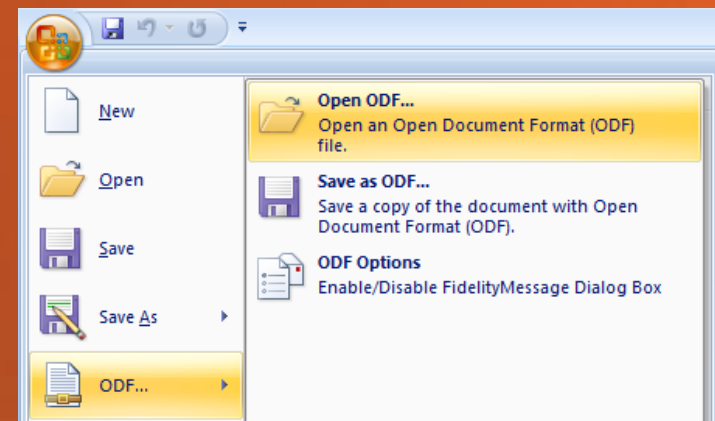 New
Open
Save
Save As
ODF...
Open ODF...
Open an Open Document Format (ODF)
file.
Save as ODF...
Save a copy of the document with Open
Document Format (ODF).
ODF Options
Enable/Disable FidelityMessage Dialog Box